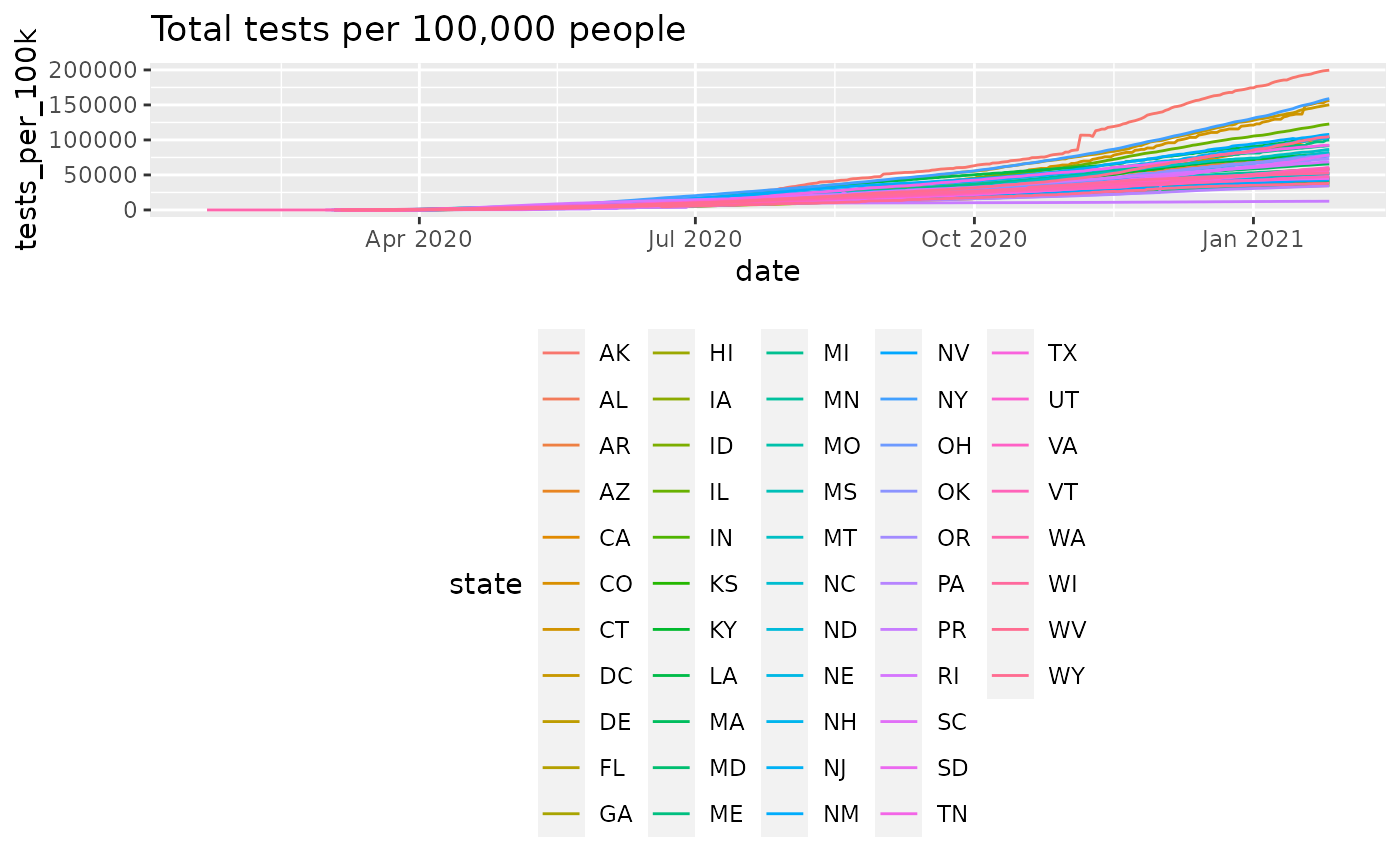 Total tests per 100,000 people
tests_per_100k
200000
150000
100000
50000
0
Apr 2020 Jul 2020 Oct 2020 Jan 2021
date
state
AK HI MI NV TX
AL IA MN NY UT
AR ID MO OH VA
AZ IL MS OK VT
CA IN MT OR WA
CO KS NC PA WI
CT KY ND PR WV
DC LA NE RI WY
DE MA NH SC
FL MD NJ SD
GA ME NM TN